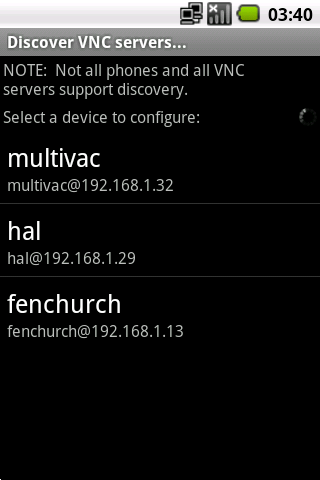 03:40
Discover VNC servers...
NOTE:  Not all phones and all VNC
servers support discovery.
Select a device to configure:
multivac
multivac@192.168.1.32
hal
hal@192.168.1.29
fenchurch
fenchurch@192.168.1.13